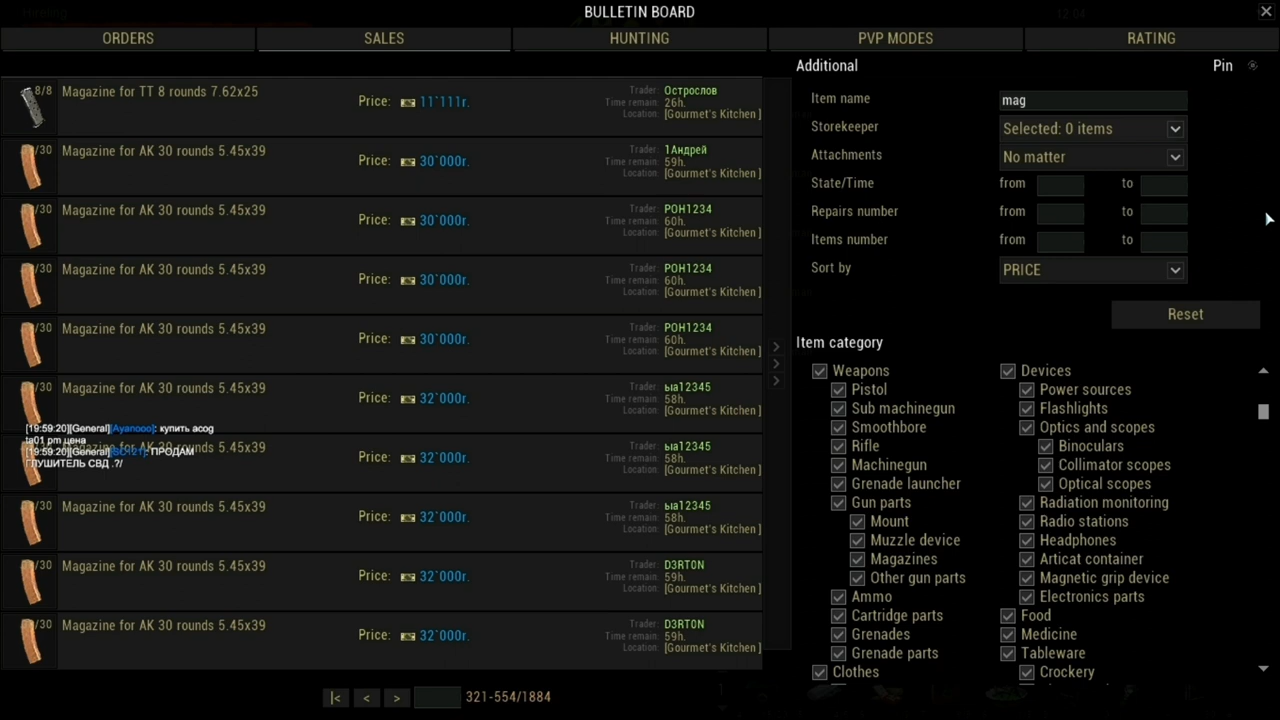 BULLETIN BOARD
ORDERS SALES HUNTING PVP MODES RATING
8/8 Magazine for TT 8 rounds 7.62x25 Price: 11`111r. Trader: Острослов
Time remain: 26h.
Location: [Gourmet's Kitchen ]
/30 Magazine for AK 30 rounds 5.45x39 Price: 30`000r. Trader: 1Андрей
Time remain: 59h.
Location: [Gourmet's Kitchen ]
/30 Magazine for AK 30 rounds 5.45x39 Price: 30`000r. Trader: POH1234
Time remain: 60h.
Location: [Gourmet's Kitchen ]
/30 Magazine for AK 30 rounds 5.45x39 Price: 30`000r. Trader: POH1234
Time remain: 60h.
Location: [Gourmet's Kitchen ]
/30 Magazine for AK 30 rounds 5.45x39 Price: 30`000r. Trader: POH1234
Time remain: 60h.
Location: [Gourmet's Kitchen ]
/30 Magazine for AK 30 rounds 5.45x39 Price: 32`000r. Trader: ыа12345
Time remain: 58h.
Location: [Gourmet's Kitchen ]
[19:59:20][General][Ayanooo]: купить асог
ta01 pm цена
/30 Magazine for AK 30 rounds 5.45x39 Price: 32`000r. Trader: ыа12345
Time remain: 58h.
Location: [Gourmet's Kitchen ]
[19:59:20][General] ПРОДАМ
ГЛУШИТЕЛЬ СВД .?/
/30 Magazine for AK 30 rounds 5.45x39 Price: 32`000r. Trader: ыа12345
Time remain: 58h.
Location: [Gourmet's Kitchen ]
/30 Magazine for AK 30 rounds 5.45x39 Price: 32`000r. Trader: D3RT0N
Time remain: 59h.
Location: [Gourmet's Kitchen ]
/30 Magazine for AK 30 rounds 5.45x39 Price: 32`000r. Trader: D3RT0N
Time remain: 59h.
Location: [Gourmet's Kitchen ]
|< < > 321-554/1884
Additional Pin
Item name mag
Storekeeper Selected: 0 items
Attachments No matter
State/Time from to
Repairs number from to
Items number from to
Sort by PRICE
Reset
Item category
Weapons
Pistol
Sub machinegun
Smoothbore
Rifle
Machinegun
Grenade launcher
Gun parts
Mount
Muzzle device
Magazines
Other gun parts
Ammo
Cartridge parts
Grenades
Grenade parts
Clothes
Devices
Power sources
Flashlights
Optics and scopes
Binoculars
Collimator scopes
Optical scopes
Radiation monitoring
Radio stations
Headphones
Articat container
Magnetic grip device
Electronics parts
Food
Medicine
Tableware
Crockery